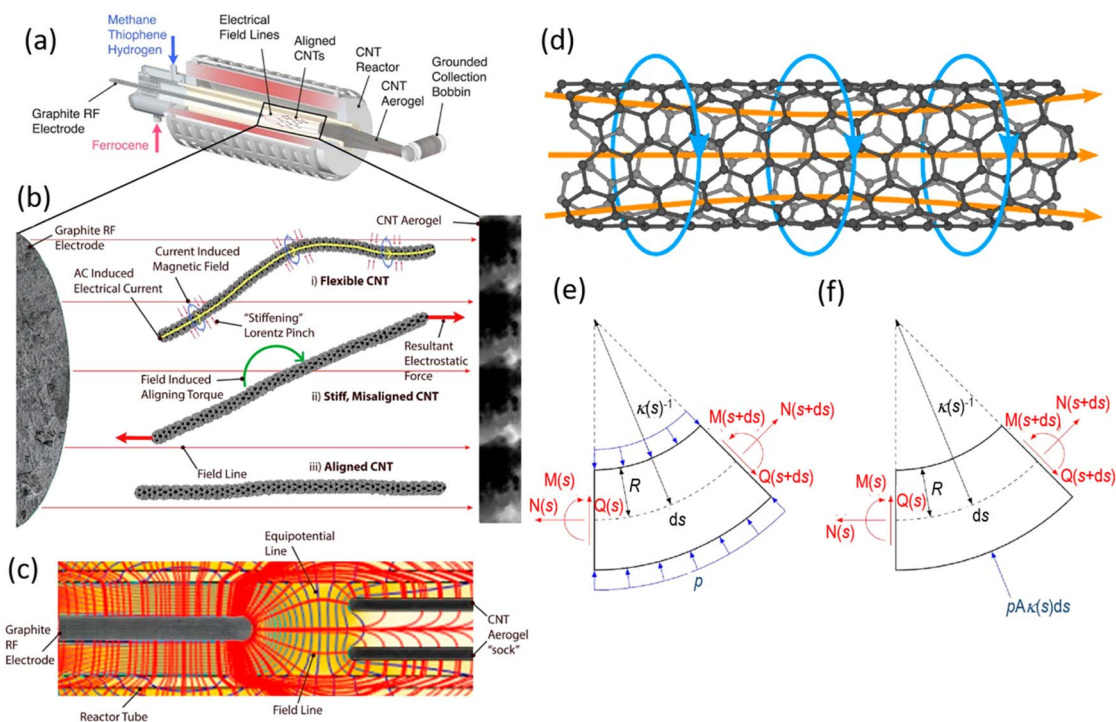 (a)
Methane
Thiophene
Hydrogen
Electrical
Field Lines
Aligned
CNTs
CNT
Reactor
CNT
Aerogel
Grounded
Collection
Bobbin
Graphite RF
Electrode
Ferrocene
(b)
Graphite RF
Electrode
CNT Aerogel
Current Induced
Magnetic Field
AC Induced
Electrical Current
i) Flexible CNT
"Stiffening"
Lorentz Pinch
Resultant
Electrostatic
Force
Field Induced
Aligning Torque
ii) Stiff, Misaligned CNT
Field Line
iii) Aligned CNT
(c)
Equipotential
Line
Graphite
RF
Electrode
CNT
Aerogel
"sock"
Reactor Tube
Field Line
(d)
(e)
κ(s)-1
M(s+ds)
N(s+ds)
M(s)
Q(s)
R
Q(s+ds)
N(s)
ds
p
(f)
κ(s)-1
M(s+ds)
N(s+ds)
M(s)
Q(s)
R
Q(s+ds)
N(s)
ds
pAκ(s)ds